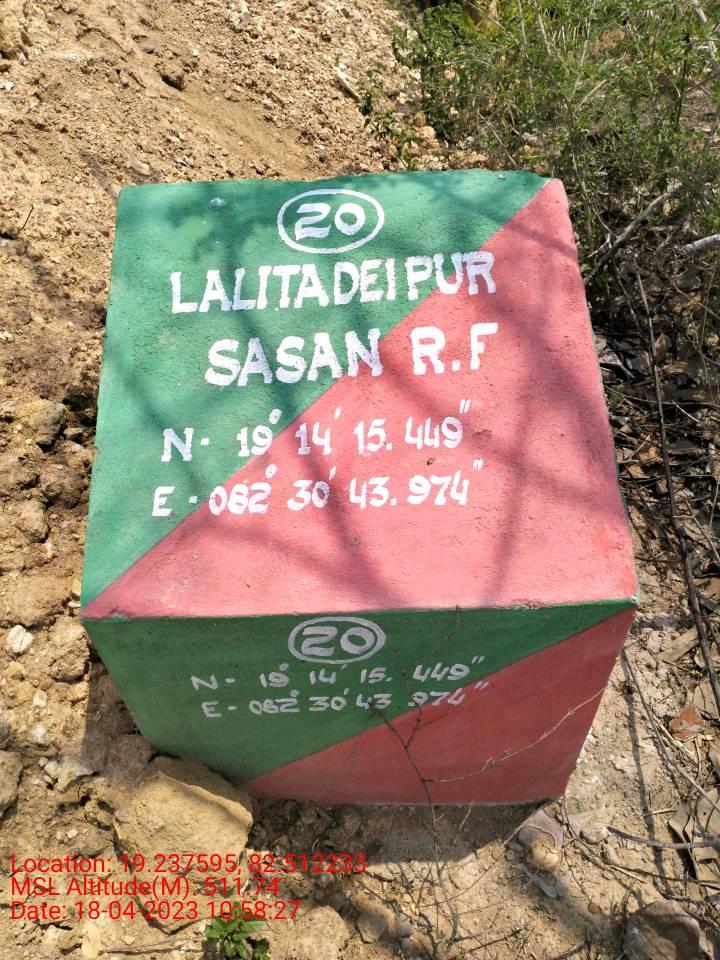 20
LALITADEIPUR
SASAN R.F
N- 19° 14' 15. 449"
E - 082° 30' 43. 974"
20
N- 19° 14' 15. 449"
E- 082° 30' 43 .974"
Location: 19.237595, 82.512233
MSL Altitude(M): 511.74
Date: 18-04 2023 10:58:27